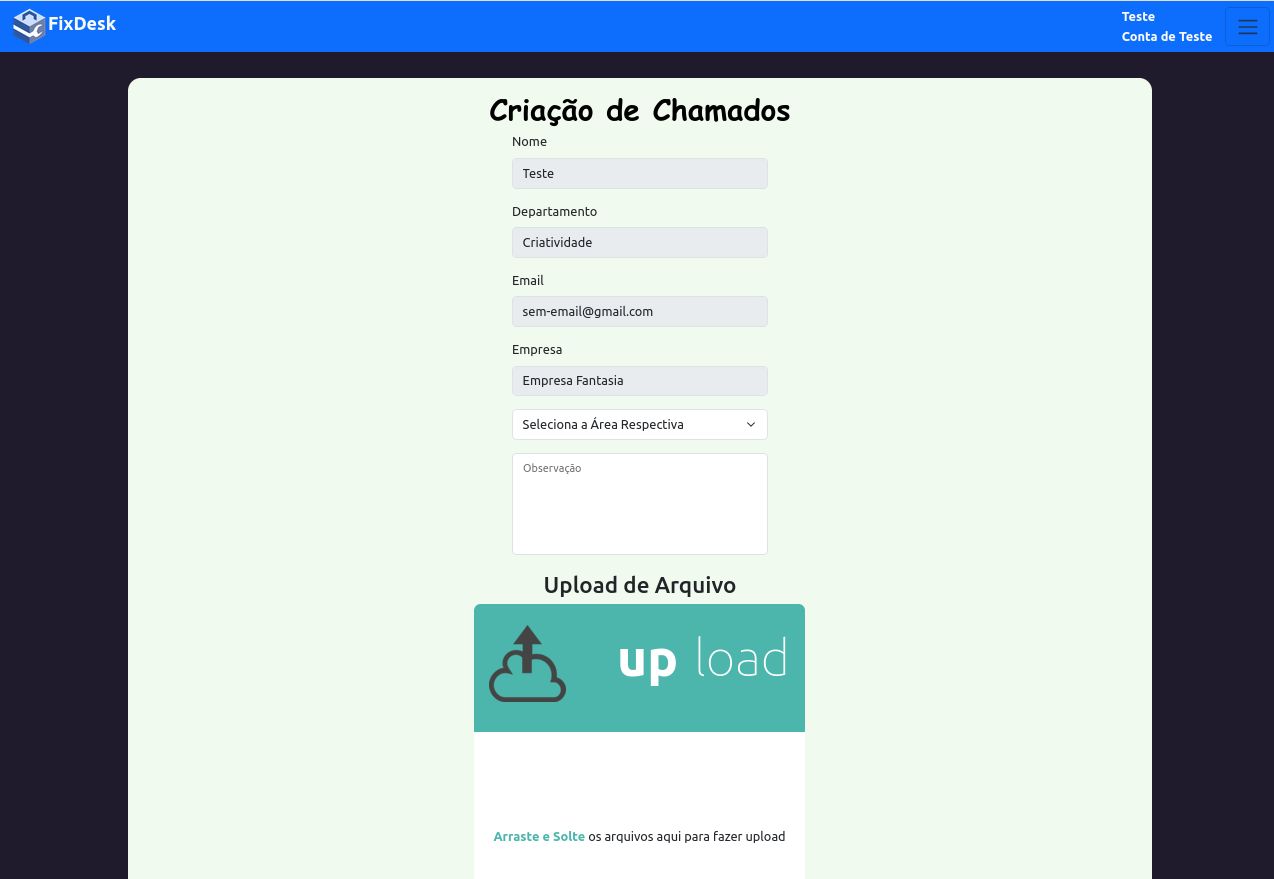 FixDesk
Teste
Conta de Teste
Criação de Chamados
Nome
Teste
Departamento
Criatividade
Email
sem-email@gmail.com
Empresa
Empresa Fantasia
Seleciona a Área Respectiva
Observação
Upload de Arquivo
up load
Arraste e Solte os arquivos aqui para fazer upload